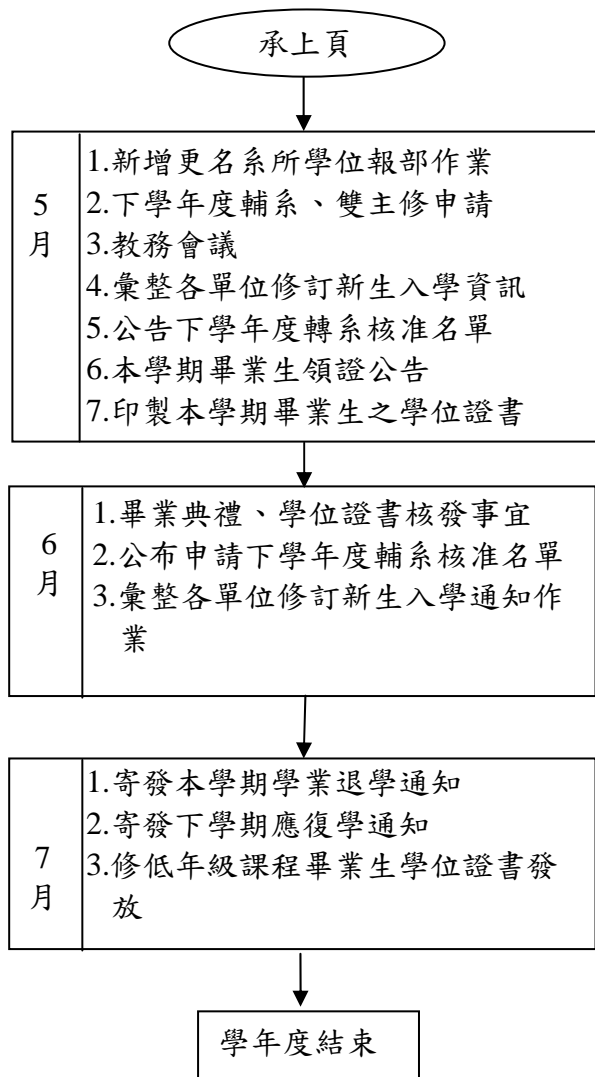 承上頁
5
月
1.新增更名系所學位報部作業
2.下學年度輔系、雙主修申請
3.教務會議
4.彙整各單位修訂新生入學資訊
5.公告下學年度轉系核准名單
6.本學期畢業生領證公告
7.印製本學期畢業生之學位證書
6
月
1.畢業典禮、學位證書核發事宜
2.公布申請下學年度輔系核准名單
3.彙整各單位修訂新生入學通知作
業
7
月
1.寄發本學期學業退學通知
2.寄發下學期應復學通知
3.修低年級課程畢業生學位證書發
放
學年度結束